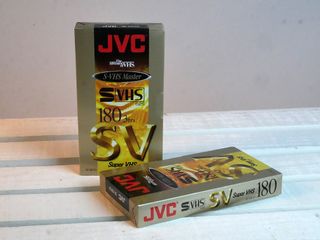 JVC
S-VHS Master
S-VHS
180
SV
Super VHS
JVC S-VHS SV Super VHS 180